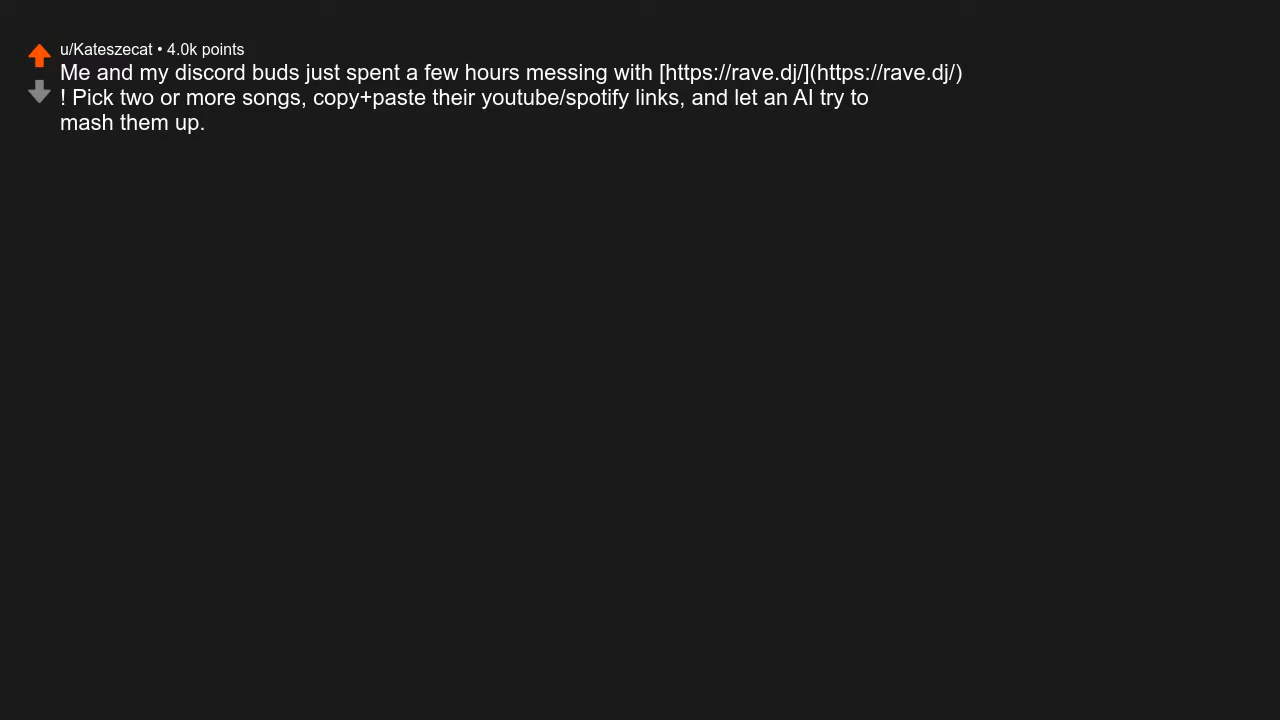 u/Kateszecat • 4.0k points
Me and my discord buds just spent a few hours messing with [https://rave.dj/](https://rave.dj/)
! Pick two or more songs, copy+paste their youtube/spotify links, and let an AI try to
mash them up.